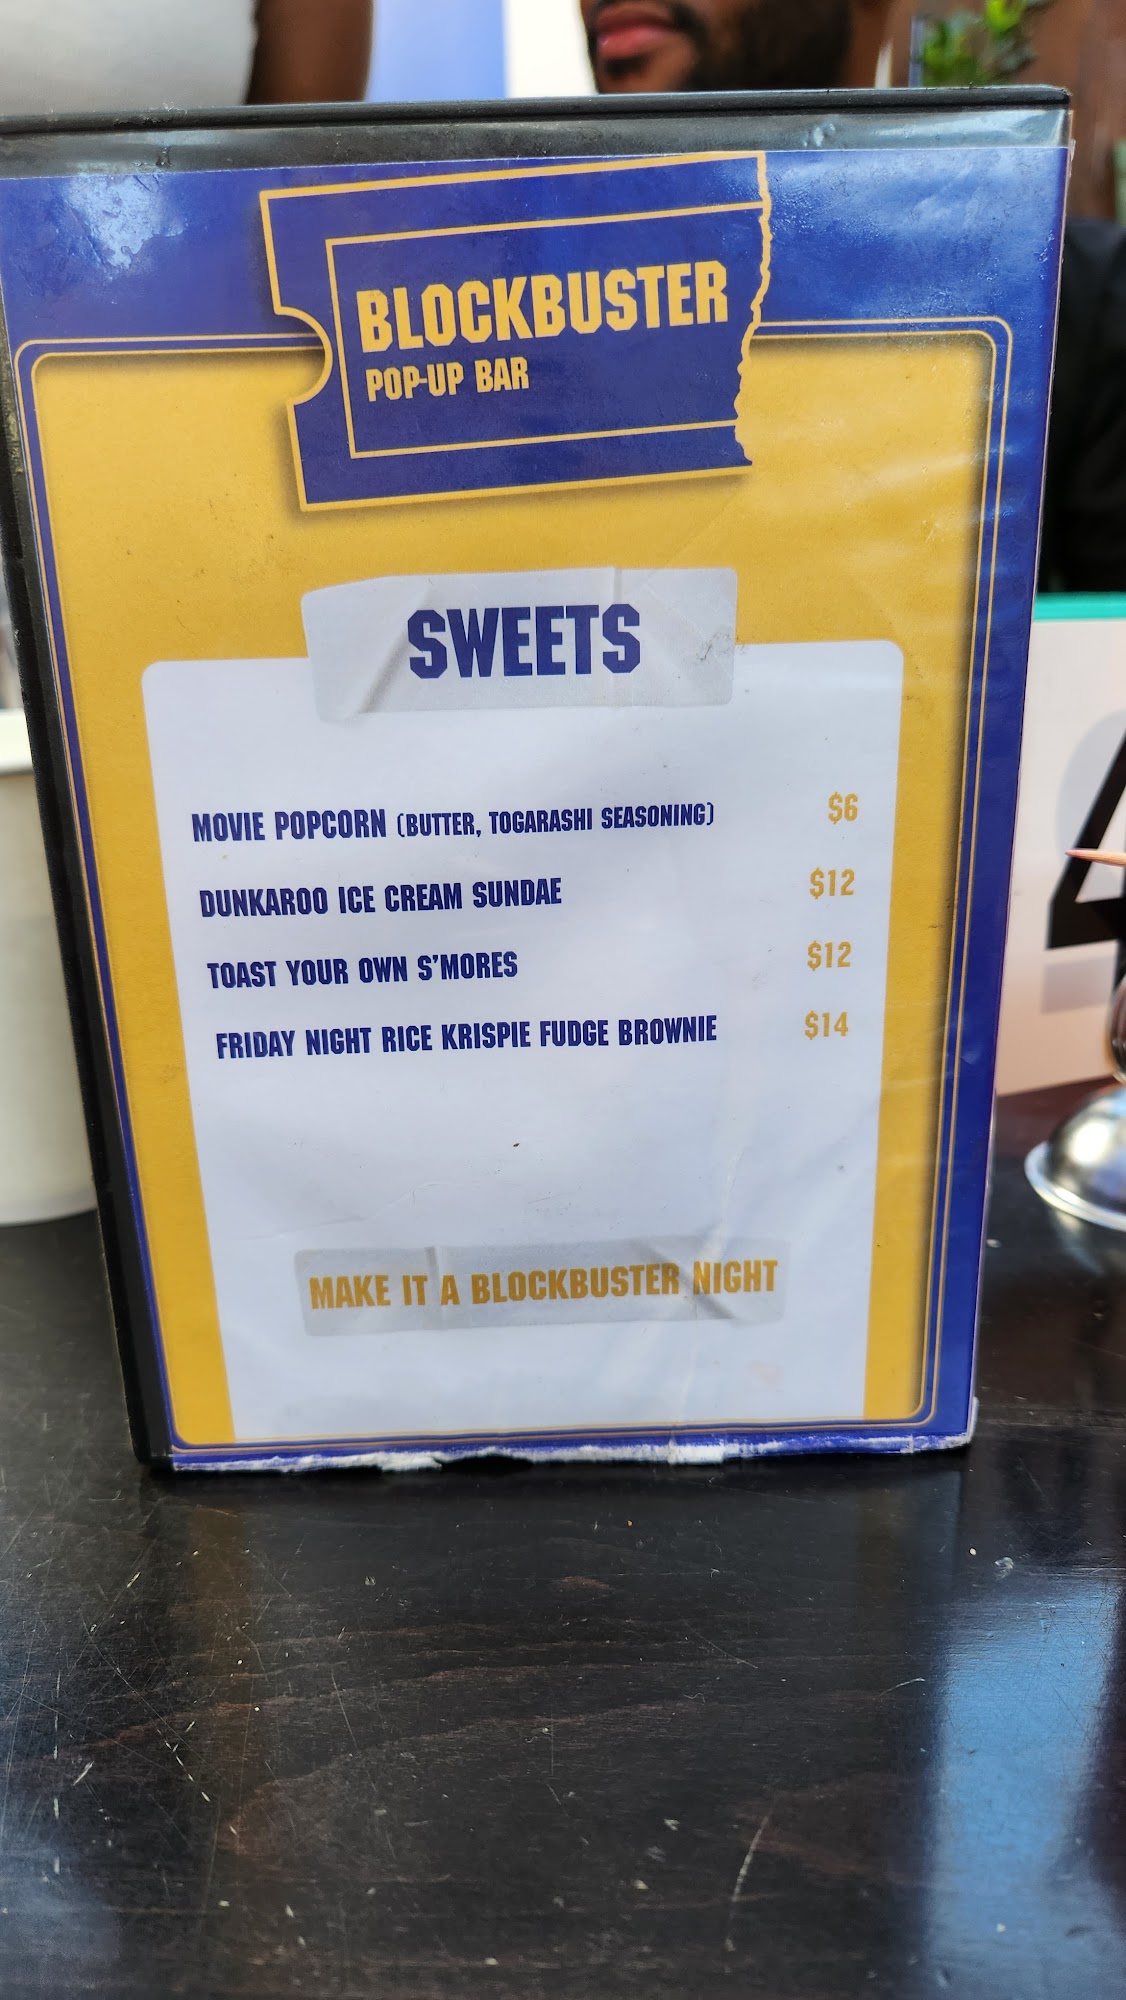 BLOCKBUSTER
POP-UP BAR
SWEETS
MOVIE POPCORN (BUTTER, TOGARASHI SEASONING) $6
DUNKAROO ICE CREAM SUNDAE $12
TOAST YOUR OWN S'MORES $12
FRIDAY NIGHT RICE KRISPIE FUDGE BROWNIE $14
MAKE IT A BLOCKBUSTER NIGHT